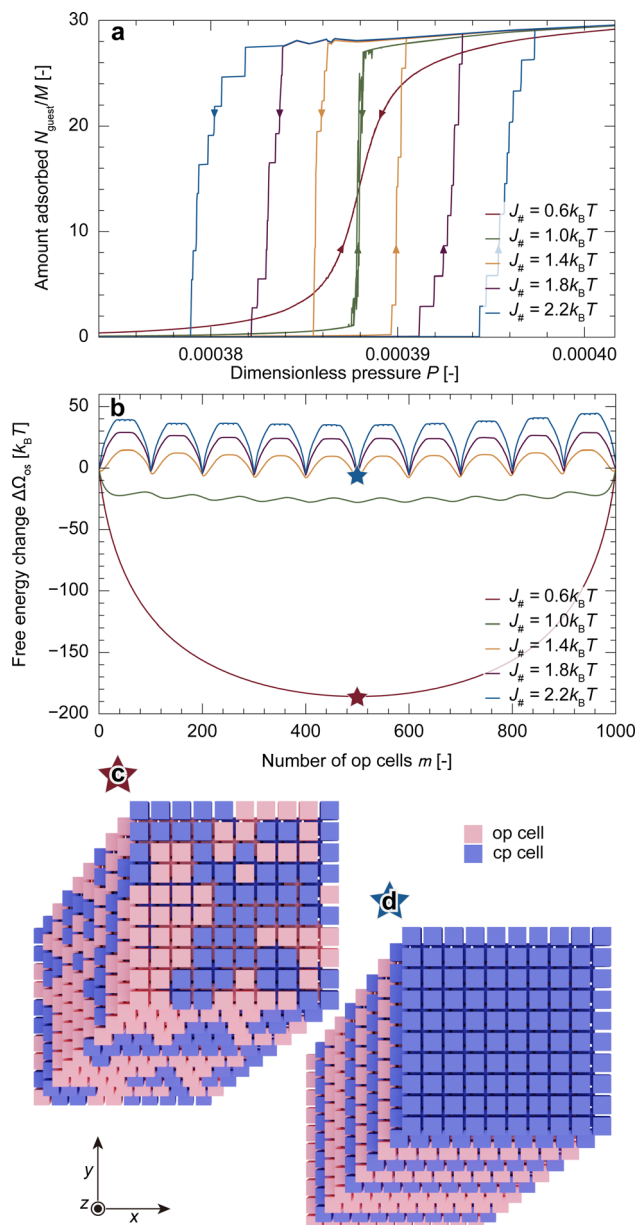 a
30
20
10
0
Amount adsorbed N_guest/M [-]
J_# = 0.6k_BT
J_# = 1.0k_BT
J_# = 1.4k_BT
J_# = 1.8k_BT
J_# = 2.2k_BT
0.00038
0.00039
0.00040
Dimensionless pressure P [-]
b
50
0
−50
−100
−150
−200
Free energy change ΔΩ_os [k_BT]
J_# = 0.6k_BT
J_# = 1.0k_BT
J_# = 1.4k_BT
J_# = 1.8k_BT
J_# = 2.2k_BT
0
200
400
600
800
1000
Number of op cells m [-]
c
op cell
cp cell
d
y
z
x